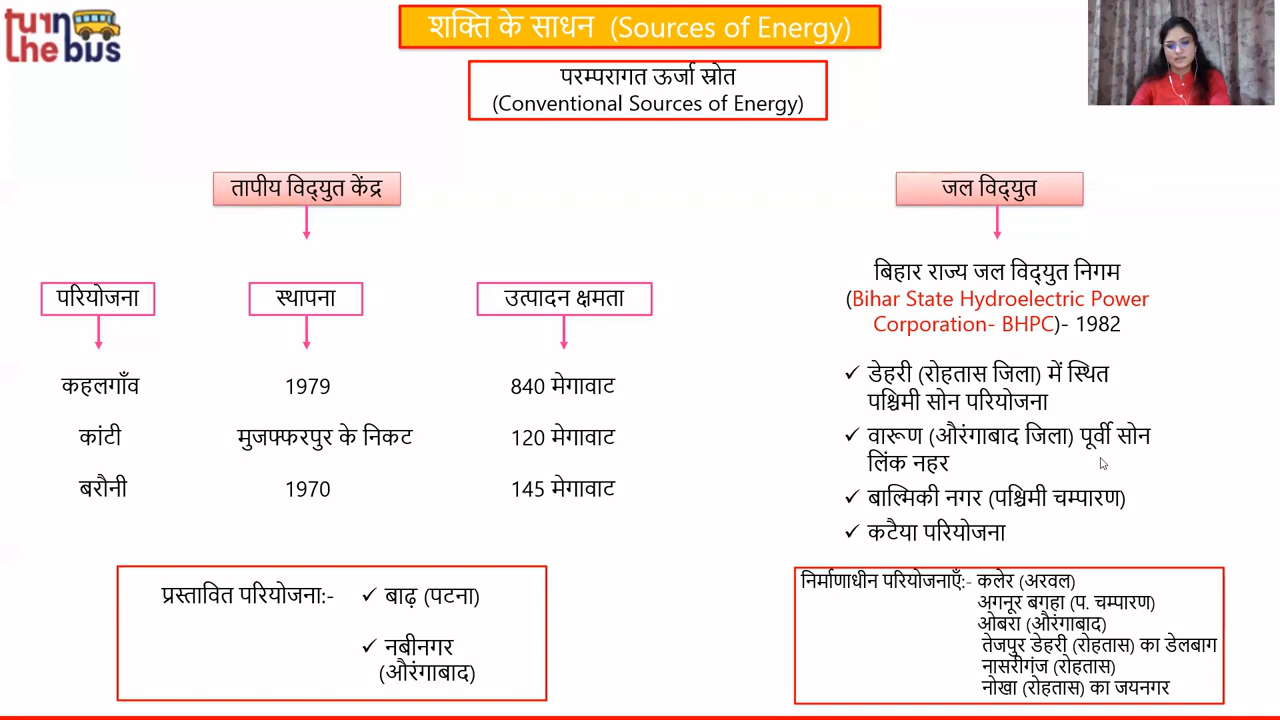 turn
the bus
शक्ति के साधन (Sources of Energy)
परम्परागत ऊर्जा स्रोत
(Conventional Sources of Energy)
तापीय विद्युत केंद्र
परियोजना स्थापना उत्पादन क्षमता
कहलगाँव 1979 840 मेगावाट
कांटी मुजफ्फरपुर के निकट 120 मेगावाट
बरौनी 1970 145 मेगावाट
प्रस्तावित परियोजना:- ✓ बाढ़ (पटना)
✓ नबीनगर
(औरंगाबाद)
जल विद्युत
बिहार राज्य जल विद्युत निगम
(Bihar State Hydroelectric Power
Corporation- BHPC)- 1982
✓ डेहरी (रोहतास जिला) में स्थित
पश्चिमी सोन परियोजना
✓ वारूण (औरंगाबाद जिला) पूर्वी सोन
लिंक नहर
✓ बाल्मिकी नगर (पश्चिमी चम्पारण)
✓ कटैया परियोजना
निर्माणाधीन परियोजनाएँ:- कलेर (अरवल)
अगनूर बगहा (प. चम्पारण)
ओबरा (औरंगाबाद)
तेजपुर डेहरी (रोहतास) का डेलबाग
नासरीगंज (रोहतास)
नोखा (रोहतास) का जयनगर